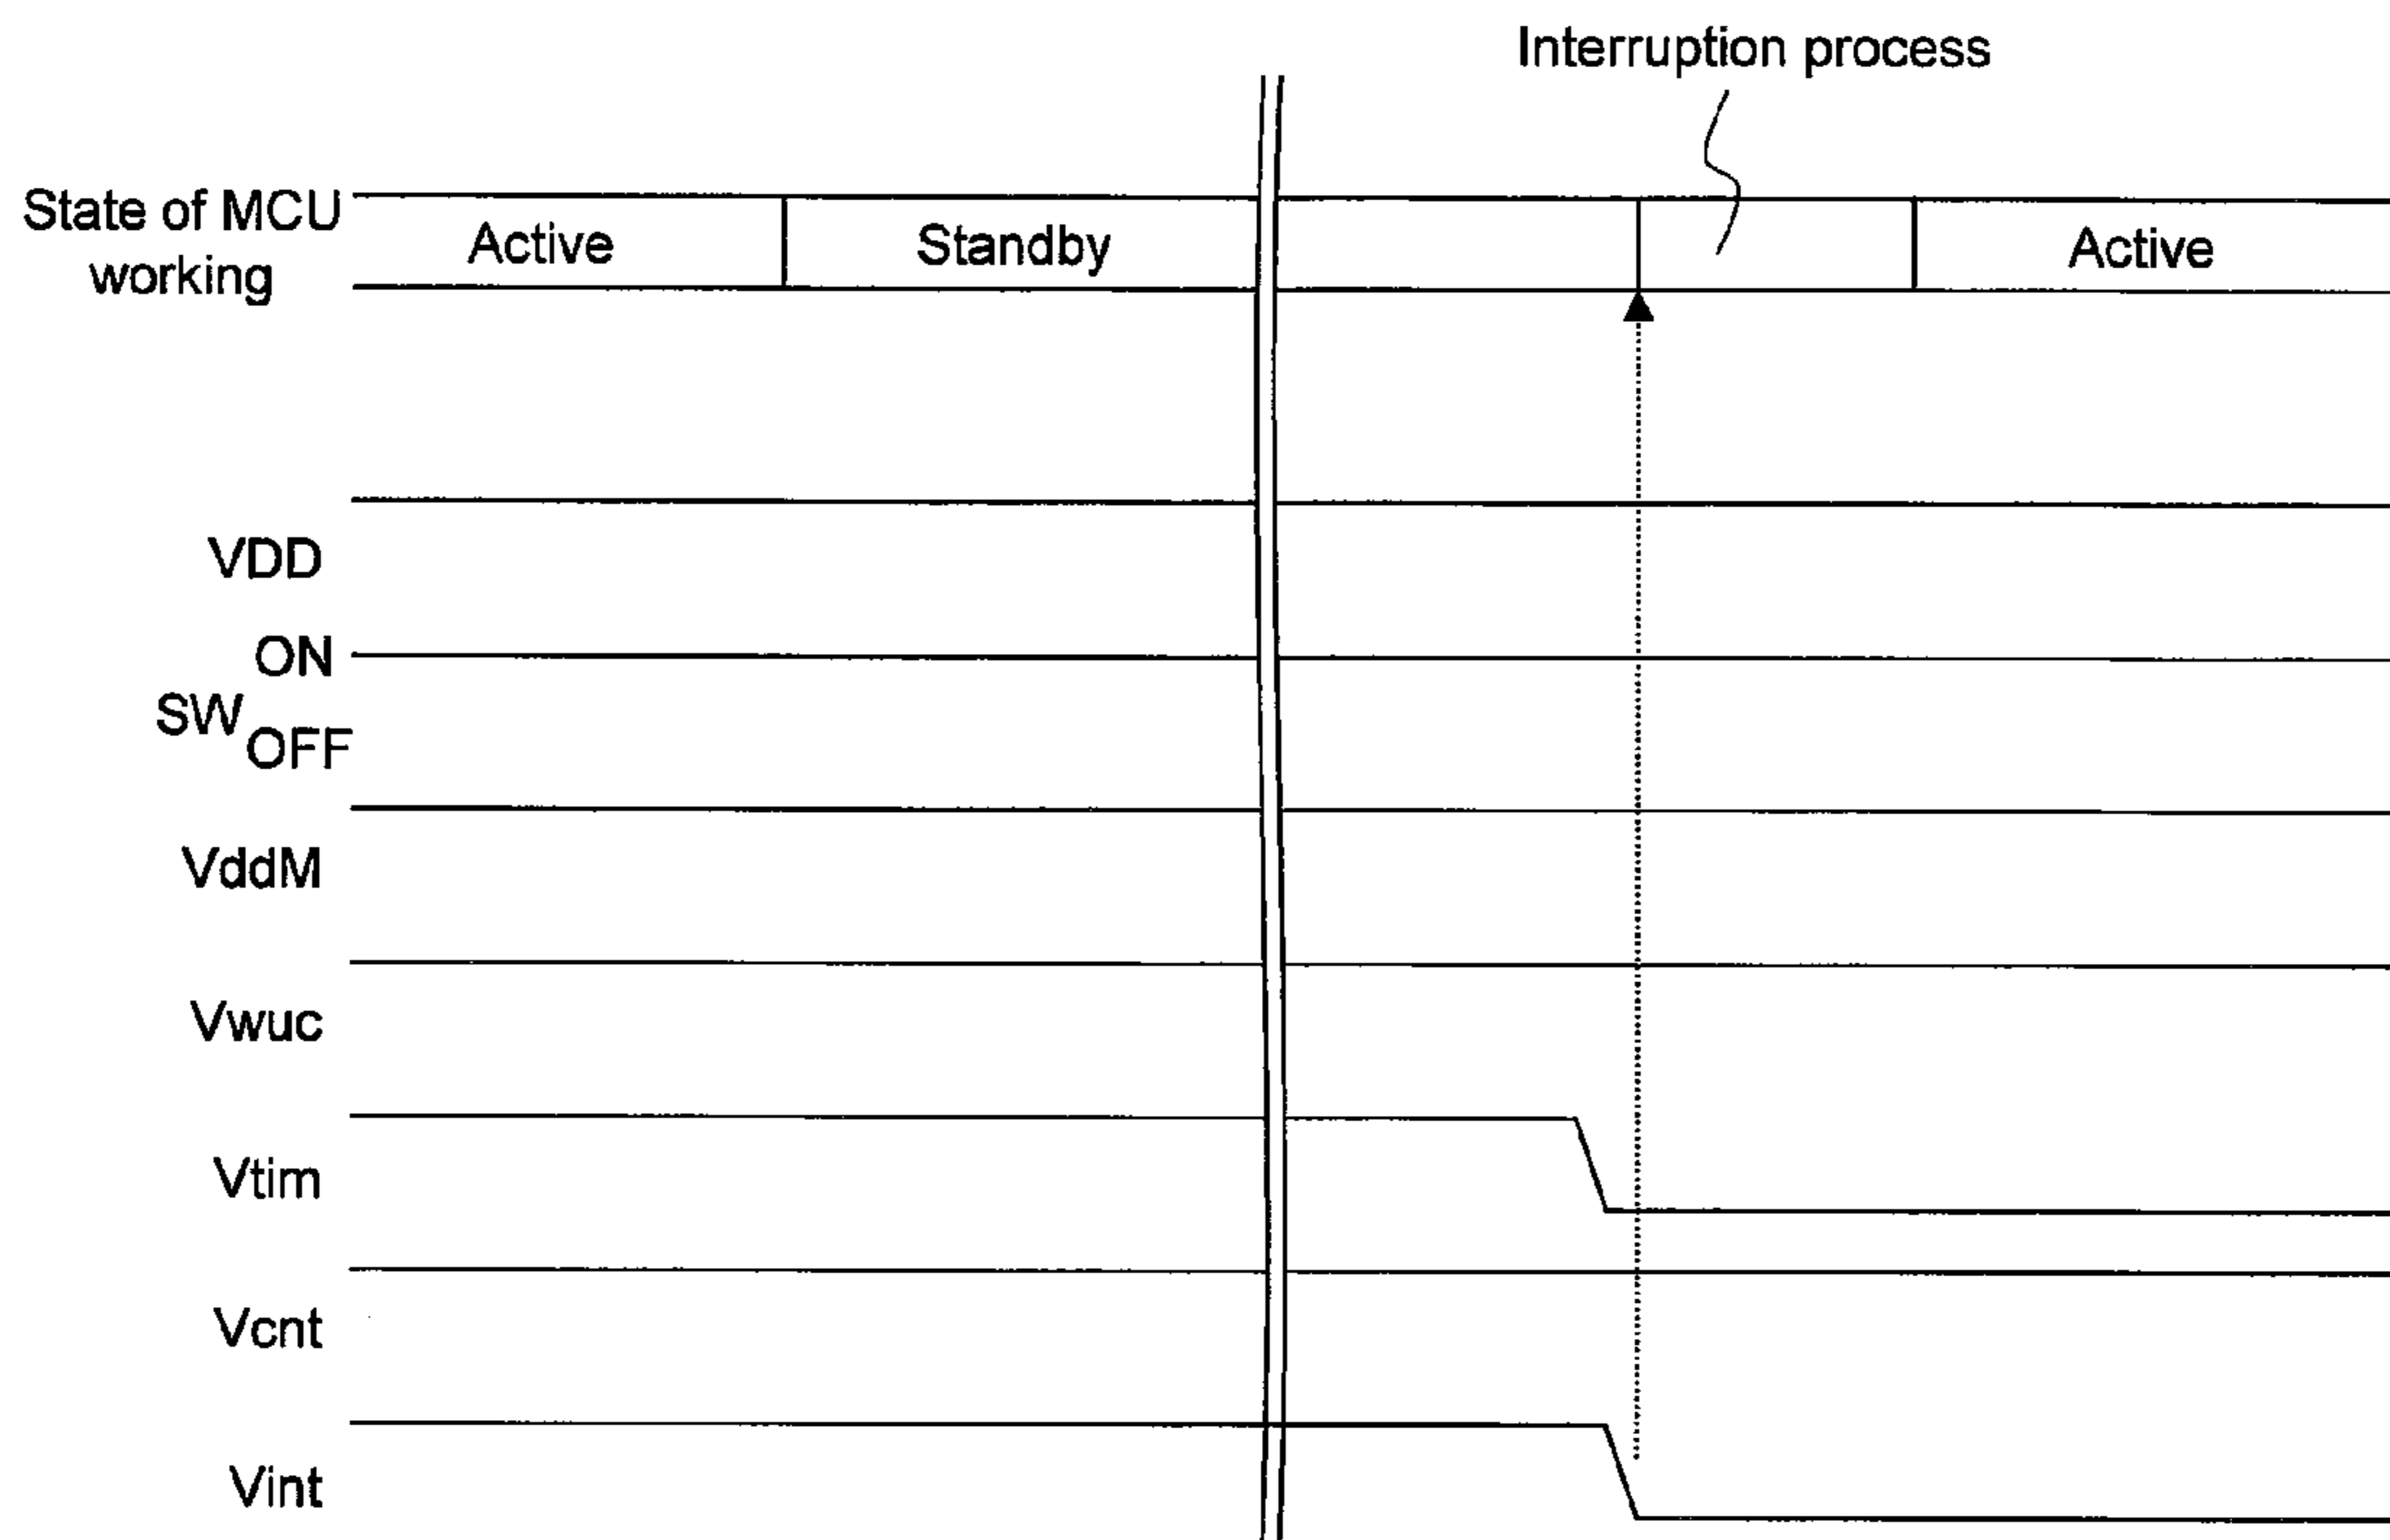 Interruption process
State of MCU
working
Active
Standby
Active
VDD
ON
SW
OFF
VddM
Vwuc
Vtim
Vcnt
Vint